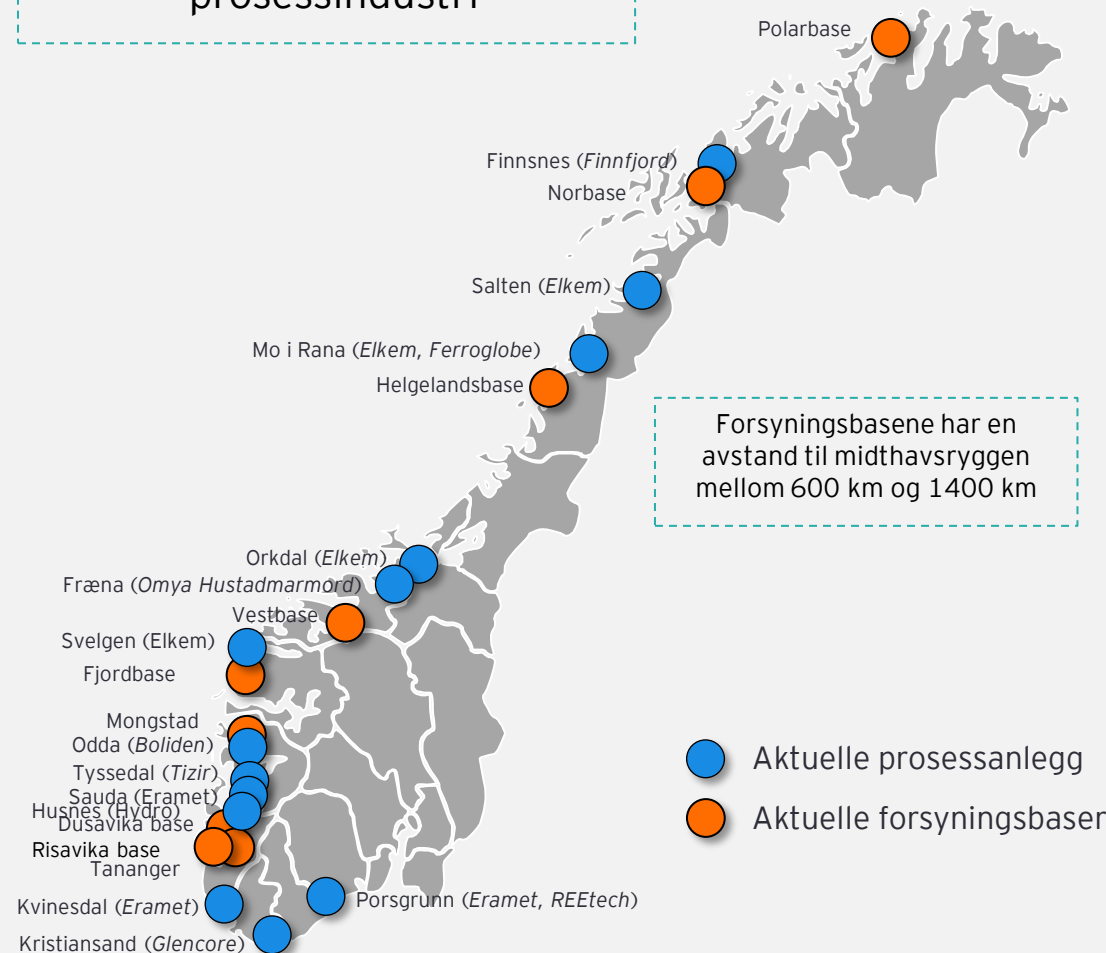 prosessindustri
Polarbase
Finnsnes (Finnfjord)
Norbase
Salten (Elkem)
Mo i Rana (Elkem, Ferroglobe)
Helgelandsbase
Forsyningsbasene har en
avstand til midthavsryggen
mellom 600 km og 1400 km
Orkdal (Elkem)
Fræna (Omya Hustadmarmord)
Vestbase
Svelgen (Elkem)
Fjordbase
Mongstad
Odda (Boliden)
Tyssedal (Tizir)
Sauda (Eramet)
Husnes (Hydro)
Dusavika base
Risavika base
Tananger
Kvinesdal (Eramet)
Porsgrunn (Eramet, REEtech)
Kristiansand (Glencore)
Aktuelle prosessanlegg
Aktuelle forsyningsbaser